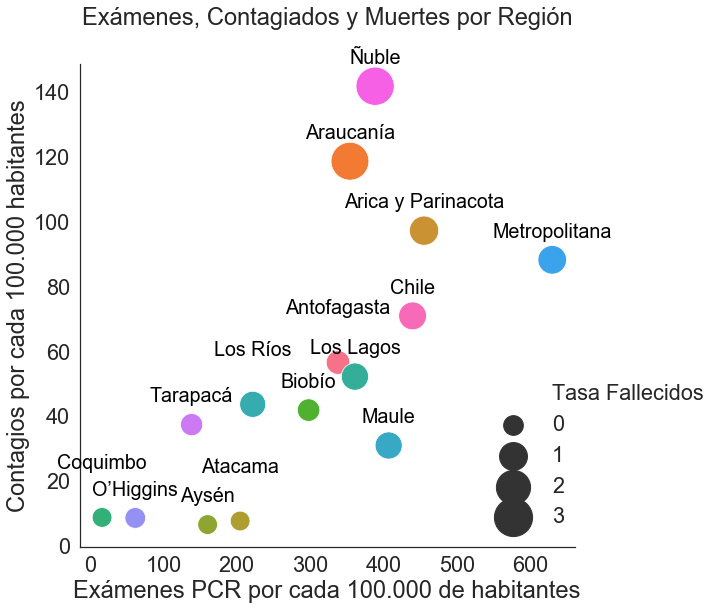 Exámenes, Contagiados y Muertes por Región
Contagios por cada 100.000 habitantes
140
120
100
80
60
40
20
0
Ñuble
Araucanía
Arica y Parinacota
Metropolitana
Chile
Antofagasta
Los Ríos
Los Lagos
Biobío
Tarapacá
Maule
Coquimbo
Atacama
O’Higgins
Aysén
Tasa Fallecidos
0
1
2
3
0 100 200 300 400 500 600
Exámenes PCR por cada 100.000 de habitantes